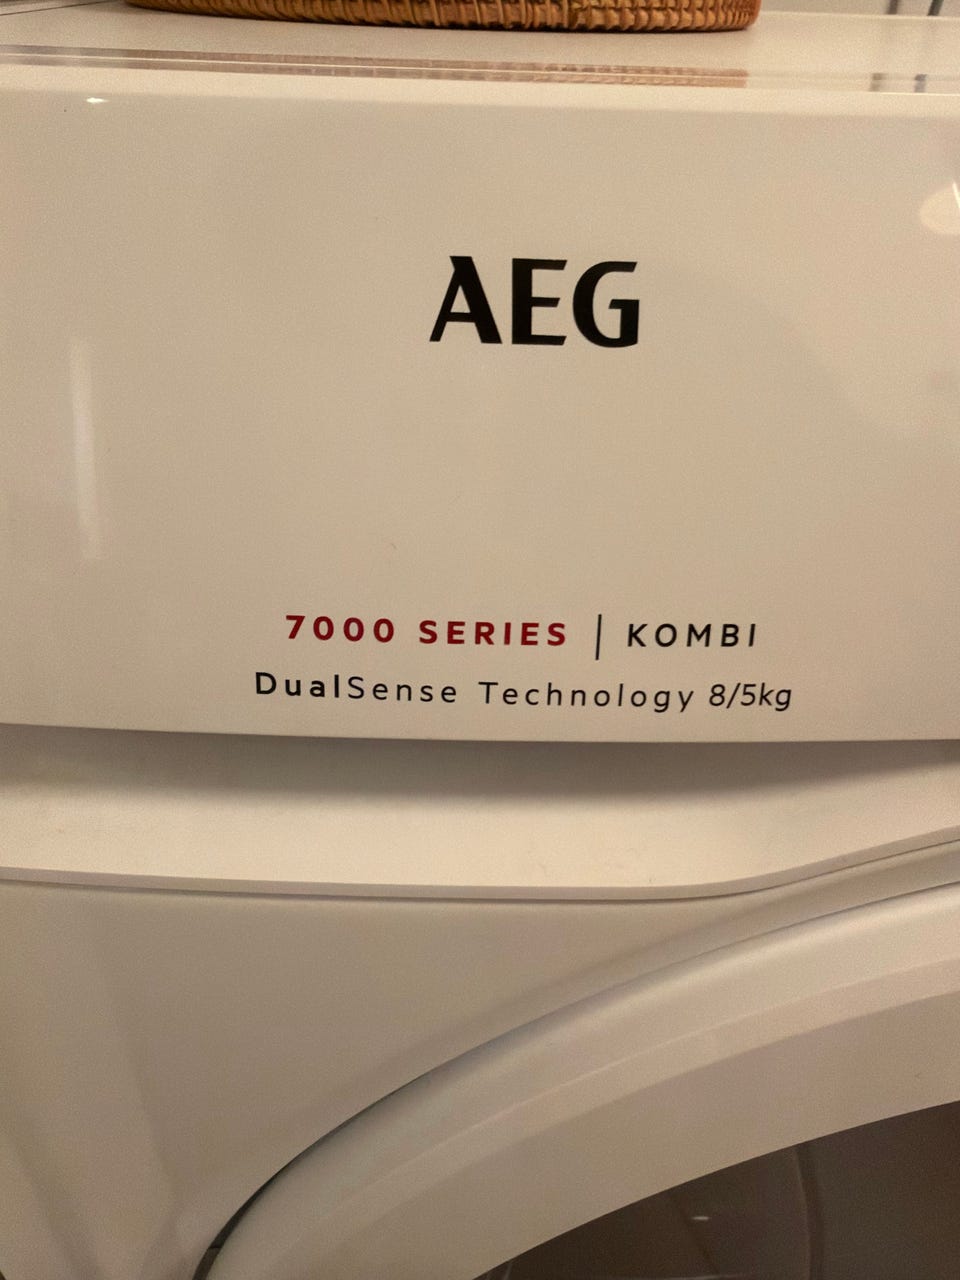 AEG
7000 SERIES | KOMBI
DualSense Technology 8/5kg